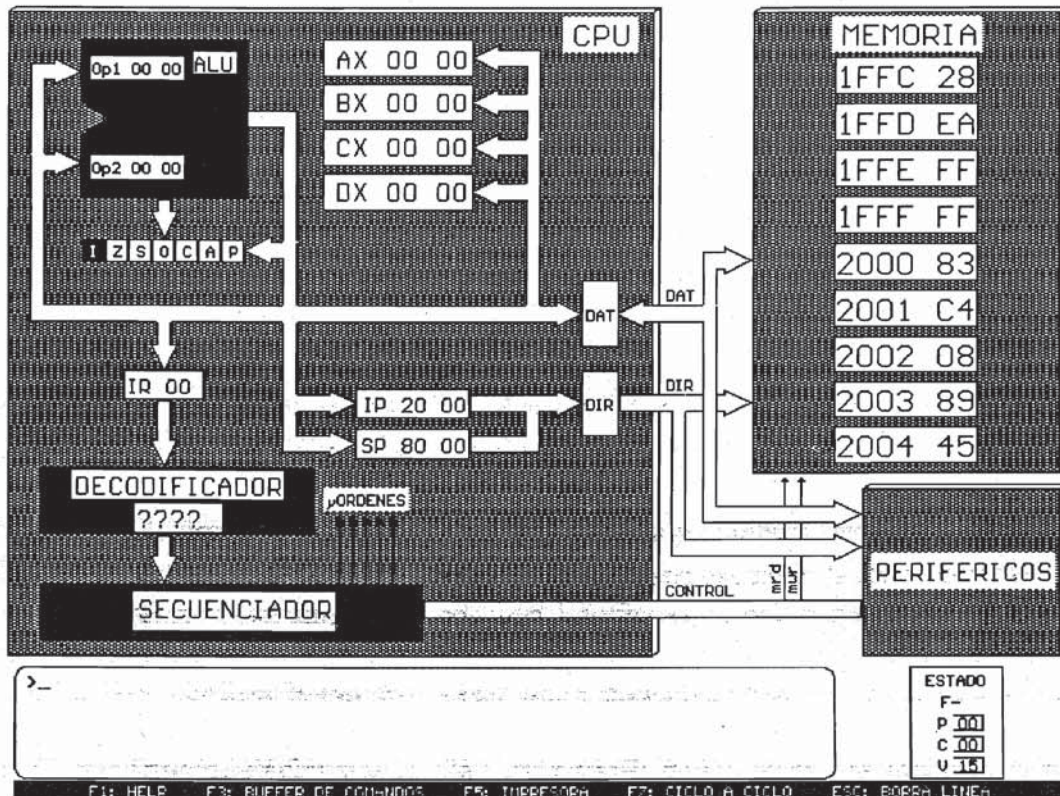 CPU
ALU
Op1 00 00
Op2 00 00
I Z S O C A P
AX 00 00
BX 00 00
CX 00 00
DX 00 00
DAT
DAT
IR 00
IP 20 00
SP 80 00
DIR
DIR
DECODIFICADOR
????
µORDENES
SECUENCIADOR
CONTROL
mrd
mwr
MEMORIA
1FFC 28
1FFD EA
1FFE FF
1FFF FF
2000 83
2001 C4
2002 08
2003 89
2004 45
PERIFERICOS
>_
ESTADO
F-
P 00
C 00
V 15
F1: HELP F3: BUFFER DE COMANDOS F5: IMPRESORA F7: CICLO A CICLO ESC: BORRA LINEA